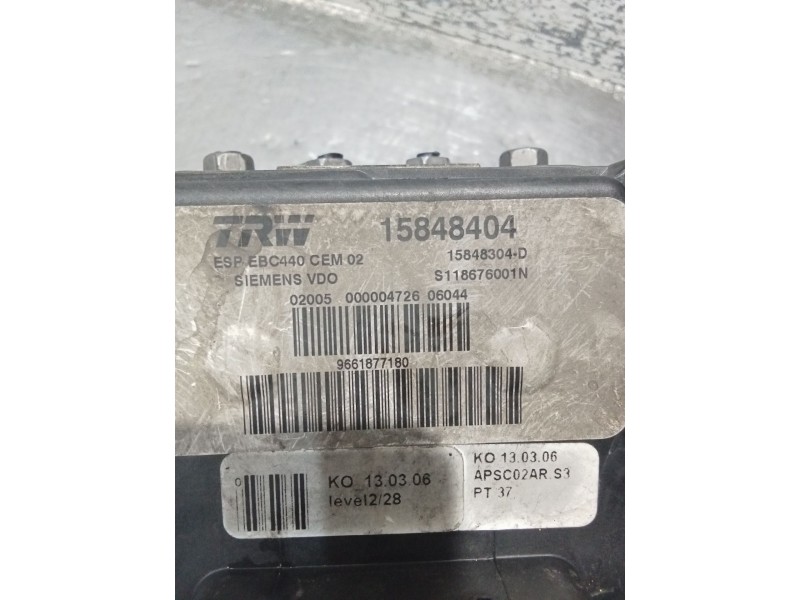 TRW 15848404
ESP EBC440 CEM 02 15848304-D
SIEMENS VDO S118676001N
02005 000004726 06044
9661877180
0
KO 13.03.06
level2/28
KO 13.03.06
APSC02AR S3
PT 37